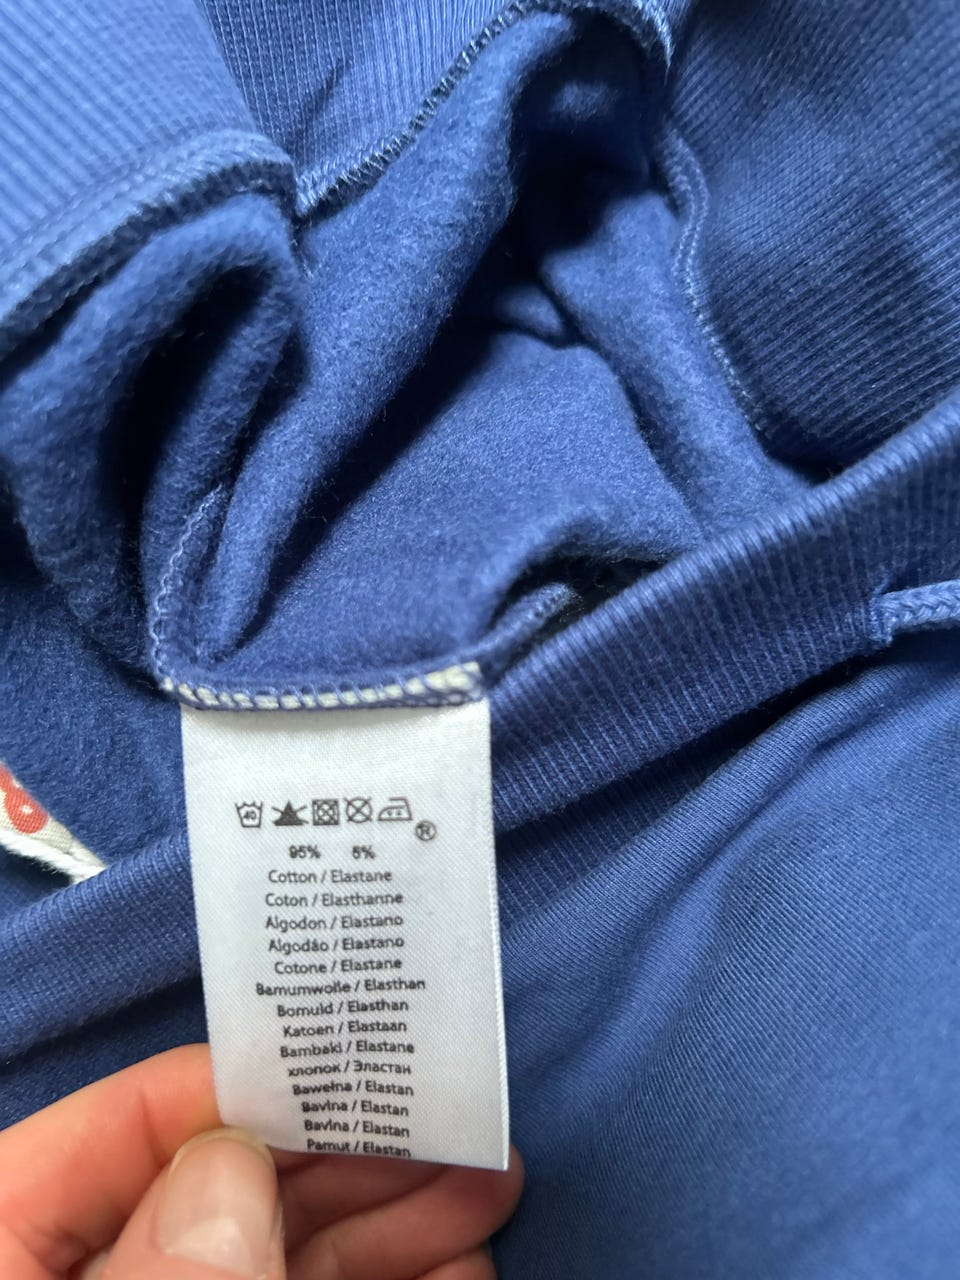 40
®
95% 5%
Cotton / Elastane
Coton / Elasthanne
Algodon / Elastano
Algodão / Elastano
Cotone / Elastane
Bamumwolle / Elasthan
Bomuld / Elasthan
Katoen / Elastaan
Bambaki / Elastane
хлопок / Эластан
Bawełna / Elastan
Bavlna / Elastan
Bavlna / Elastan
Pamut / Elastan